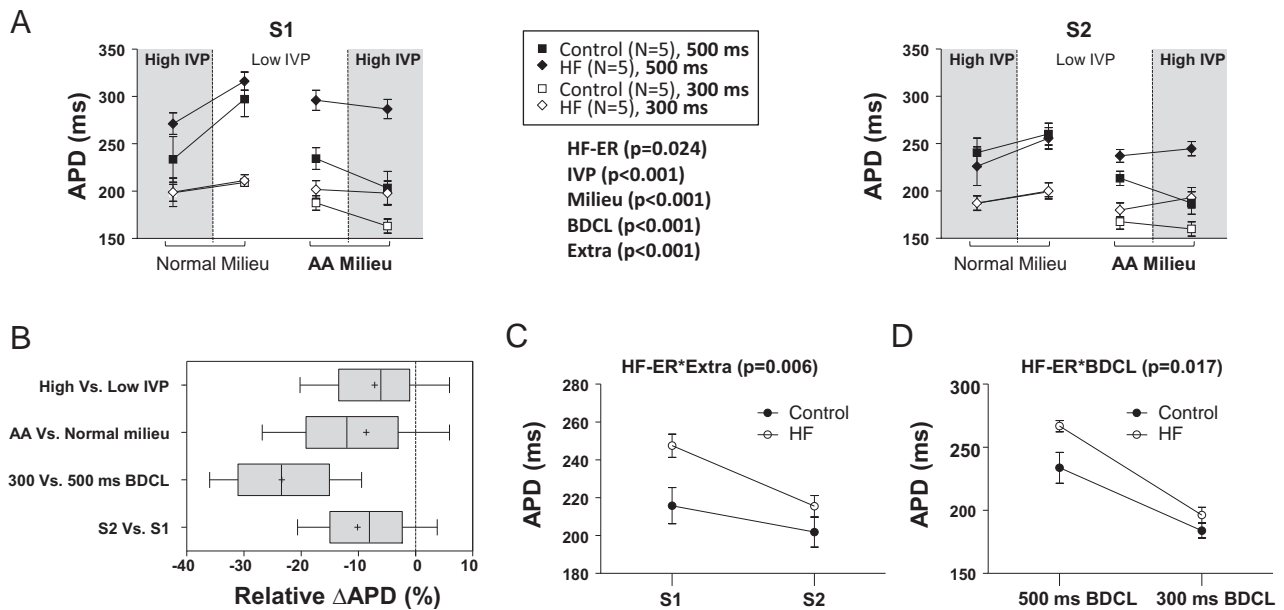 A
S1
High IVP
Low IVP
High IVP
APD (ms)
350
300
250
200
150
Normal Milieu
AA Milieu
Control (N=5), 500 ms
HF (N=5), 500 ms
Control (N=5), 300 ms
HF (N=5), 300 ms
HF-ER (p=0.024)
IVP (p<0.001)
Milieu (p<0.001)
BDCL (p<0.001)
Extra (p<0.001)
S2
High IVP
Low IVP
High IVP
APD (ms)
350
300
250
200
150
Normal Milieu
AA Milieu
B
High Vs. Low IVP
AA Vs. Normal milieu
300 Vs. 500 ms BDCL
S2 Vs. S1
-40
-30
-20
-10
0
10
Relative ΔAPD (%)
C
HF-ER*Extra (p=0.006)
Control
HF
APD (ms)
280
260
240
220
200
180
S1
S2
D
HF-ER*BDCL (p=0.017)
Control
HF
APD (ms)
300
250
200
150
500 ms BDCL
300 ms BDCL